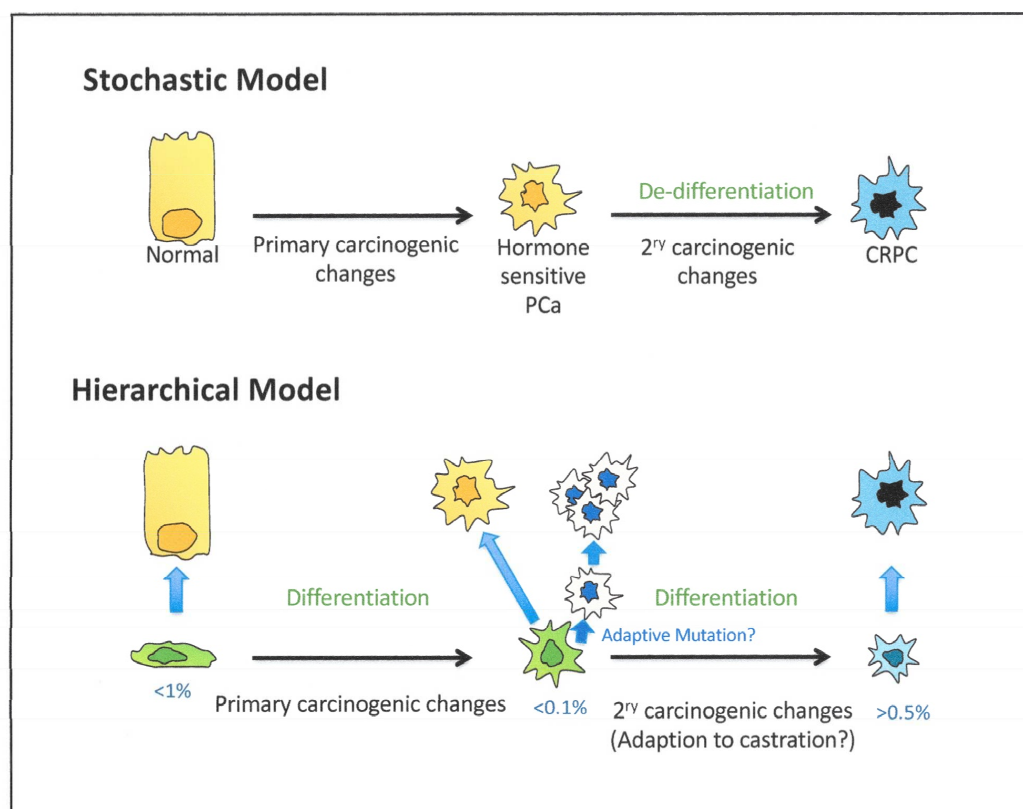 Stochastic Model
De-differentiation
Normal
Primary carcinogenic
changes
Hormone
sensitive
PCa
2ʳʸ carcinogenic
changes
CRPC
Hierarchical Model
Differentiation
Differentiation
Adaptive Mutation?
<1%
Primary carcinogenic changes
<0.1%
2ʳʸ carcinogenic changes
(Adaption to castration?)
>0.5%